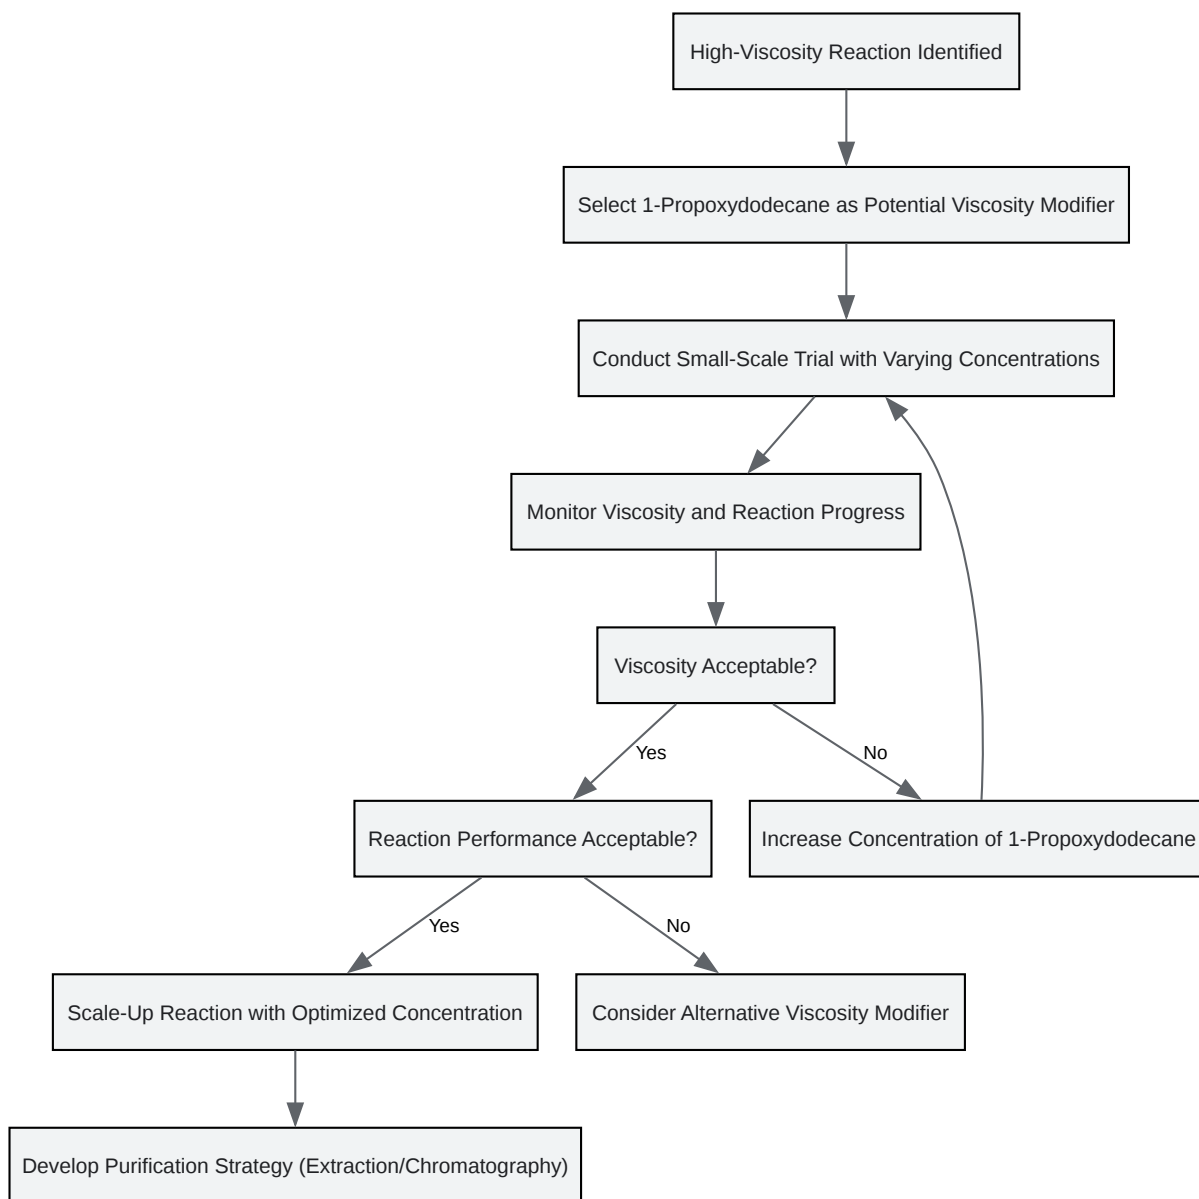 High-Viscosity Reaction Identified
Select 1-Propoxydodecane as Potential Viscosity Modifier
Conduct Small-Scale Trial with Varying Concentrations
Monitor Viscosity and Reaction Progress
Viscosity Acceptable?
Yes
No
Reaction Performance Acceptable?
Increase Concentration of 1-Propoxydodecane
Yes
No
Scale-Up Reaction with Optimized Concentration
Consider Alternative Viscosity Modifier
Develop Purification Strategy (Extraction/Chromatography)